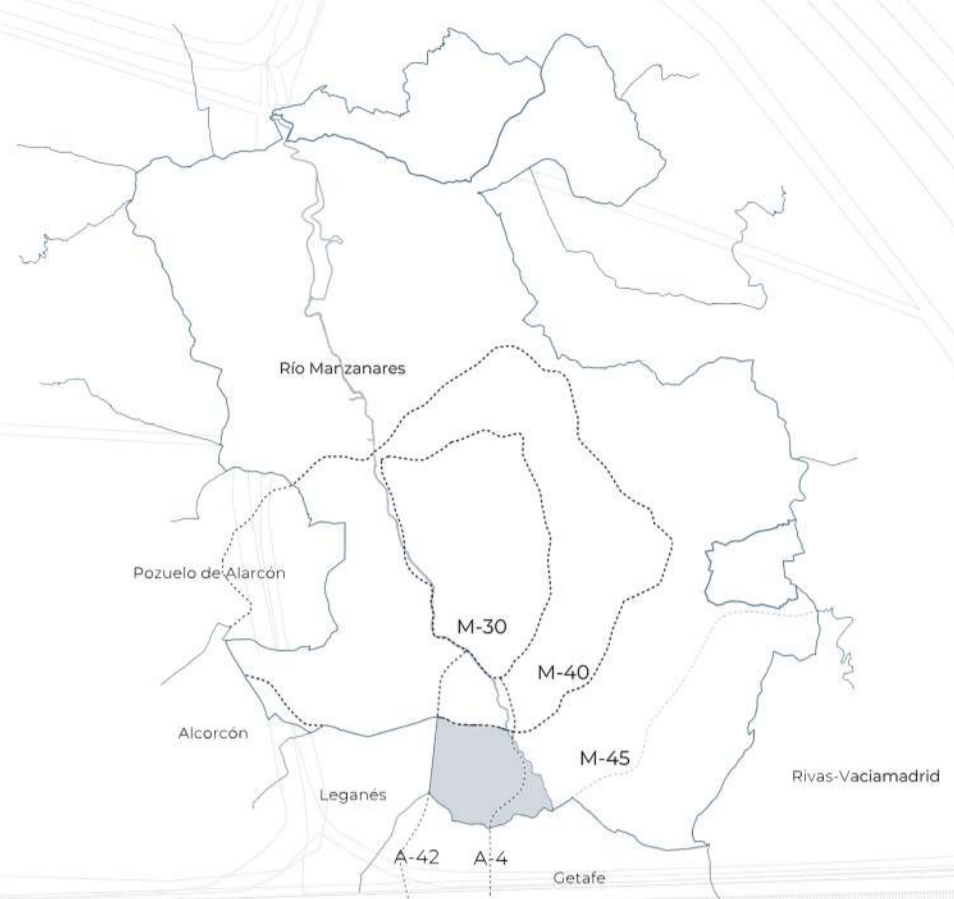 Río Manzanares
Pozuelo de Alarcón
M-30
M-40
Alcorcón
M-45
Rivas-Vaciamadrid
Leganés
A-42
A-4
Getafe